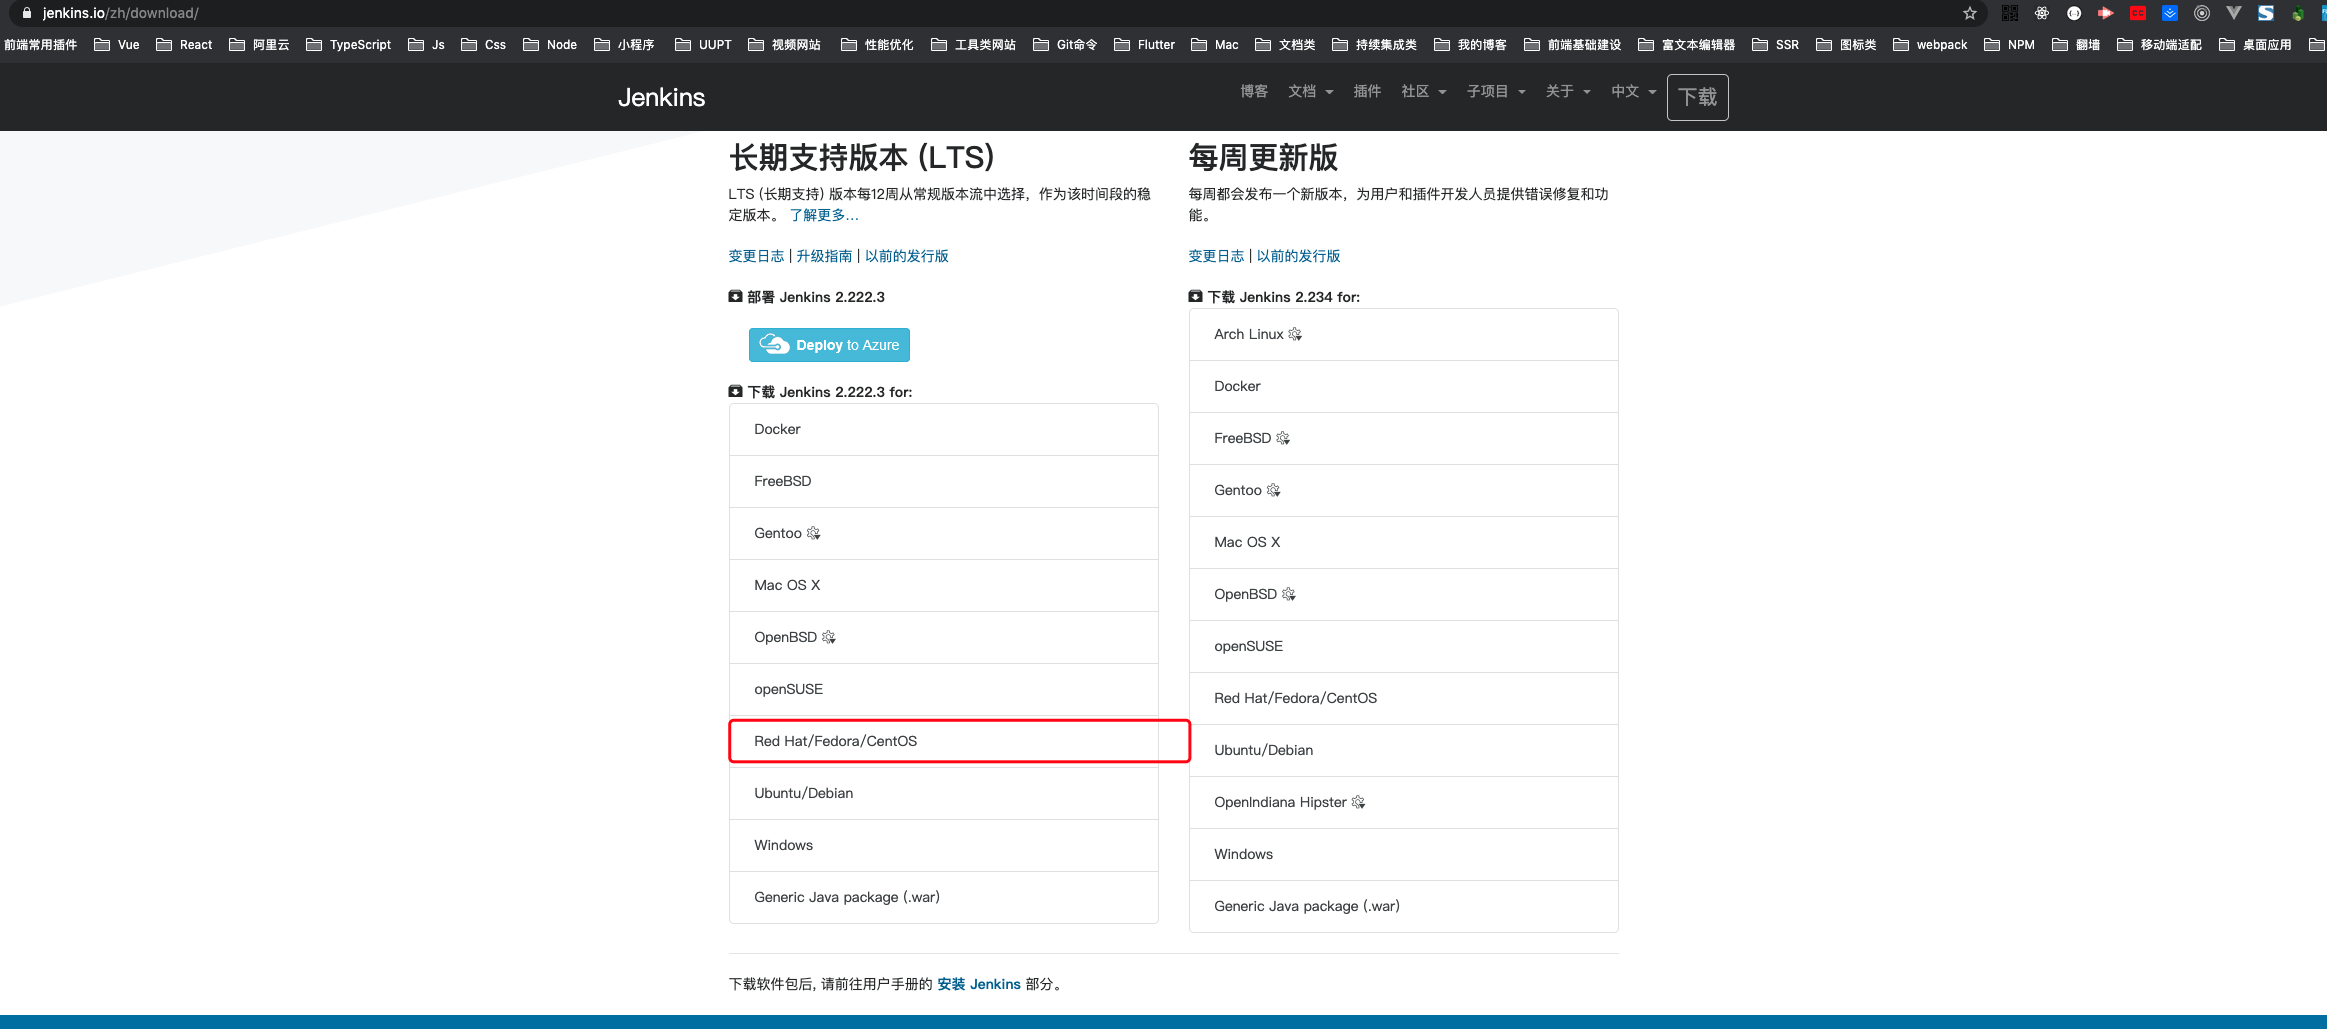 jenkins.io/zh/download/
前端常用插件 Vue React 阿里云 TypeScript Js Css Node 小程序 UUPT 视频网站 性能优化 工具类网站 Git命令 Flutter Mac 文档类 持续集成类 我的博客 前端基础建设 富文本编辑器 SSR 图标类 webpack NPM 翻墙 移动端适配 桌面应用
Jenkins 博客 文档 插件 社区 子项目 关于 中文 下载
长期支持版本 (LTS)
LTS (长期支持) 版本每12周从常规版本流中选择，作为该时间段的稳
定版本。 了解更多…
变更日志 | 升级指南 | 以前的发行版
部署 Jenkins 2.222.3
Deploy to Azure
下载 Jenkins 2.222.3 for:
Docker
FreeBSD
Gentoo
Mac OS X
OpenBSD
openSUSE
Red Hat/Fedora/CentOS
Ubuntu/Debian
Windows
Generic Java package (.war)
每周更新版
每周都会发布一个新版本，为用户和插件开发人员提供错误修复和功
能。
变更日志 | 以前的发行版
下载 Jenkins 2.234 for:
Arch Linux
Docker
FreeBSD
Gentoo
Mac OS X
OpenBSD
openSUSE
Red Hat/Fedora/CentOS
Ubuntu/Debian
OpenIndiana Hipster
Windows
Generic Java package (.war)
下载软件包后, 请前往用户手册的 安装 Jenkins 部分。